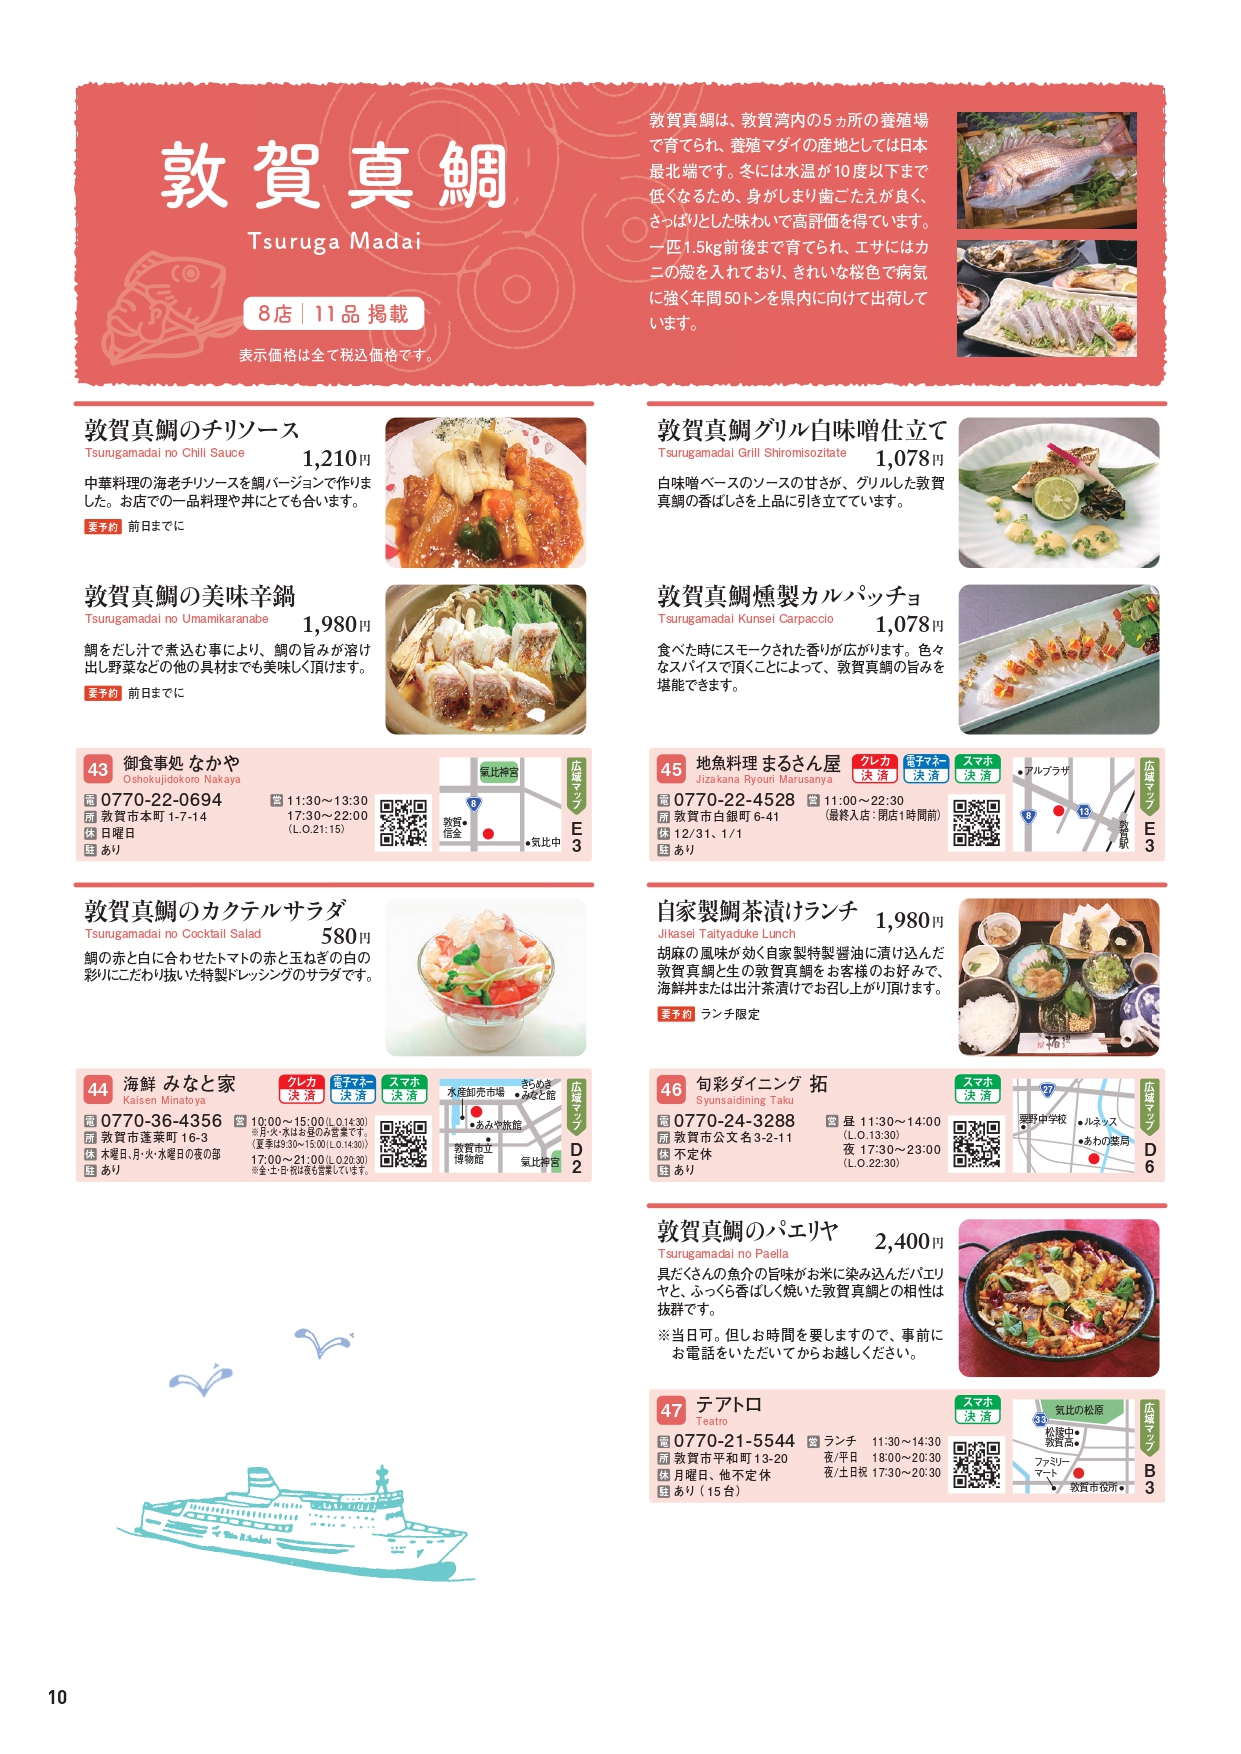 敦賀真鯛
Tsuruga Madai
8店 11品 掲載
表示価格は全て税込価格です。
敦賀真鯛は、敦賀湾内の5ヵ所の養殖場
で育てられ、養殖マダイの産地としては日本
最北端です。冬には水温が10度以下まで
低くなるため、身がしまり歯ごたえが良く、
さっぱりとした味わいで高評価を得ています。
一匹1.5kg前後まで育てられ、エサにはカ
ニの殻を入れており、きれいな桜色で病気
に強く年間50トンを県内に向けて出荷して
います。
敦賀真鯛のチリソース
Tsurugamadai no Chili Sauce
1,210円
中華料理の海老チリソースを鯛バージョンで作りま
した。お店での一品料理や丼にとても合います。
要予約 前日までに
敦賀真鯛の美味辛鍋
Tsurugamadai no Umamikaranabe
1,980円
鯛をだし汁で煮込む事により、鯛の旨みが溶け
出し野菜などの他の具材までも美味しく頂けます。
要予約 前日までに
43 御食事処 なかや
Oshokujidokoro Nakaya
電 0770-22-0694
所 敦賀市本町1-7-14
休 日曜日
駐 あり
営 11:30〜13:30
17:30〜22:00
(L.O.21:15)
氣比神宮
8
敦賀
信金
気比中
広域マップ
E
3
敦賀真鯛グリル白味噌仕立て
Tsurugamadai Grill Shiromisozitate
1,078円
白味噌ベースのソースの甘さが、グリルした敦賀
真鯛の香ばしさを上品に引き立てています。
敦賀真鯛燻製カルパッチョ
Tsurugamadai Kunsei Carpaccio
1,078円
食べた時にスモークされた香りが広がります。色々
なスパイスで頂くことによって、敦賀真鯛の旨みを
堪能できます。
45 地魚料理 まるさん屋
Jizakana Ryouri Marusanya
クレカ 決済
電子マネー 決済
スマホ 決済
電 0770-22-4528
所 敦賀市白銀町6-41
休 12/31、1/1
駐 あり
営 11:00〜22:30
(最終入店：閉店1時間前)
アルプラザ
8
13
敦賀駅
広域マップ
E
3
敦賀真鯛のカクテルサラダ
Tsurugamadai no Cocktail Salad
580円
鯛の赤と白に合わせたトマトの赤と玉ねぎの白の
彩りにこだわり抜いた特製ドレッシングのサラダです。
44 海鮮 みなと家
Kaisen Minatoya
クレカ 決済
電子マネー 決済
スマホ 決済
電 0770-36-4356
所 敦賀市蓬莱町16-3
休 木曜日、月・火・水曜日の夜の部
駐 あり
営 10:00〜15:00(L.O.14:30)
※月・火・水はお昼のみ営業です。
(夏季は9:30〜15:00(L.O.14:30))
17:00〜21:00(L.O.20:30)
※金・土・日・祝は夜も営業しています。
水産卸売市場
きらめき
みなと館
あみや旅館
敦賀市立
博物館
氣比神宮
広域マップ
D
2
自家製鯛茶漬けランチ
Jikasei Taityaduke Lunch
1,980円
胡麻の風味が効く自家製特製醤油に漬け込んだ
敦賀真鯛と生の敦賀真鯛をお客様のお好みで、
海鮮丼または出汁茶漬けでお召し上がり頂けます。
要予約 ランチ限定
46 旬彩ダイニング 拓
Syunsaidining Taku
スマホ 決済
電 0770-24-3288
所 敦賀市公文名3-2-11
休 不定休
駐 あり
営 昼 11:30〜14:00
(L.O.13:30)
夜 17:30〜23:00
(L.O.22:30)
27
粟野中学校
ルネッス
あわの薬局
広域マップ
D
6
敦賀真鯛のパエリヤ
Tsurugamadai no Paella
2,400円
具だくさんの魚介の旨味がお米に染み込んだパエリ
ヤと、ふっくら香ばしく焼いた敦賀真鯛との相性は
抜群です。
※当日可。但しお時間を要しますので、事前に
お電話をいただいてからお越しください。
47 テアトロ
Teatro
スマホ 決済
電 0770-21-5544
所 敦賀市平和町13-20
休 月曜日、他不定休
駐 あり（15台）
営 ランチ 11:30〜14:30
夜/平日 18:00〜20:30
夜/土日祝 17:30〜20:30
気比の松原
33
松陵中
敦賀高
ファミリー
マート
敦賀市役所
広域マップ
B
3
10